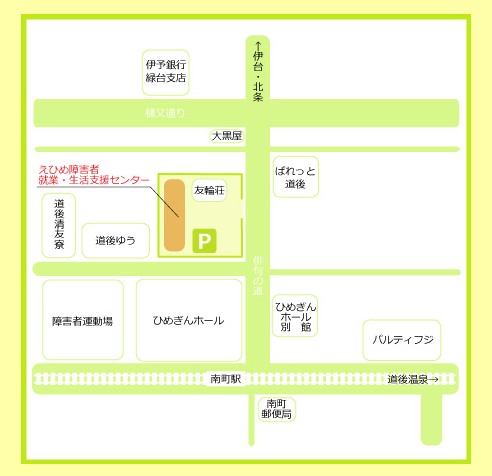 ↑伊台・北条
伊予銀行
緑台支店
樋又通り
大黒屋
えひめ障害者
就業・生活支援センター
友輪荘
ぱれっと
道後
道後清友寮
道後ゆう
P
俳句の道
障害者運動場
ひめぎんホール
ひめぎん
ホール
別　館
パルティフジ
南町駅
道後温泉→
南町
郵便局